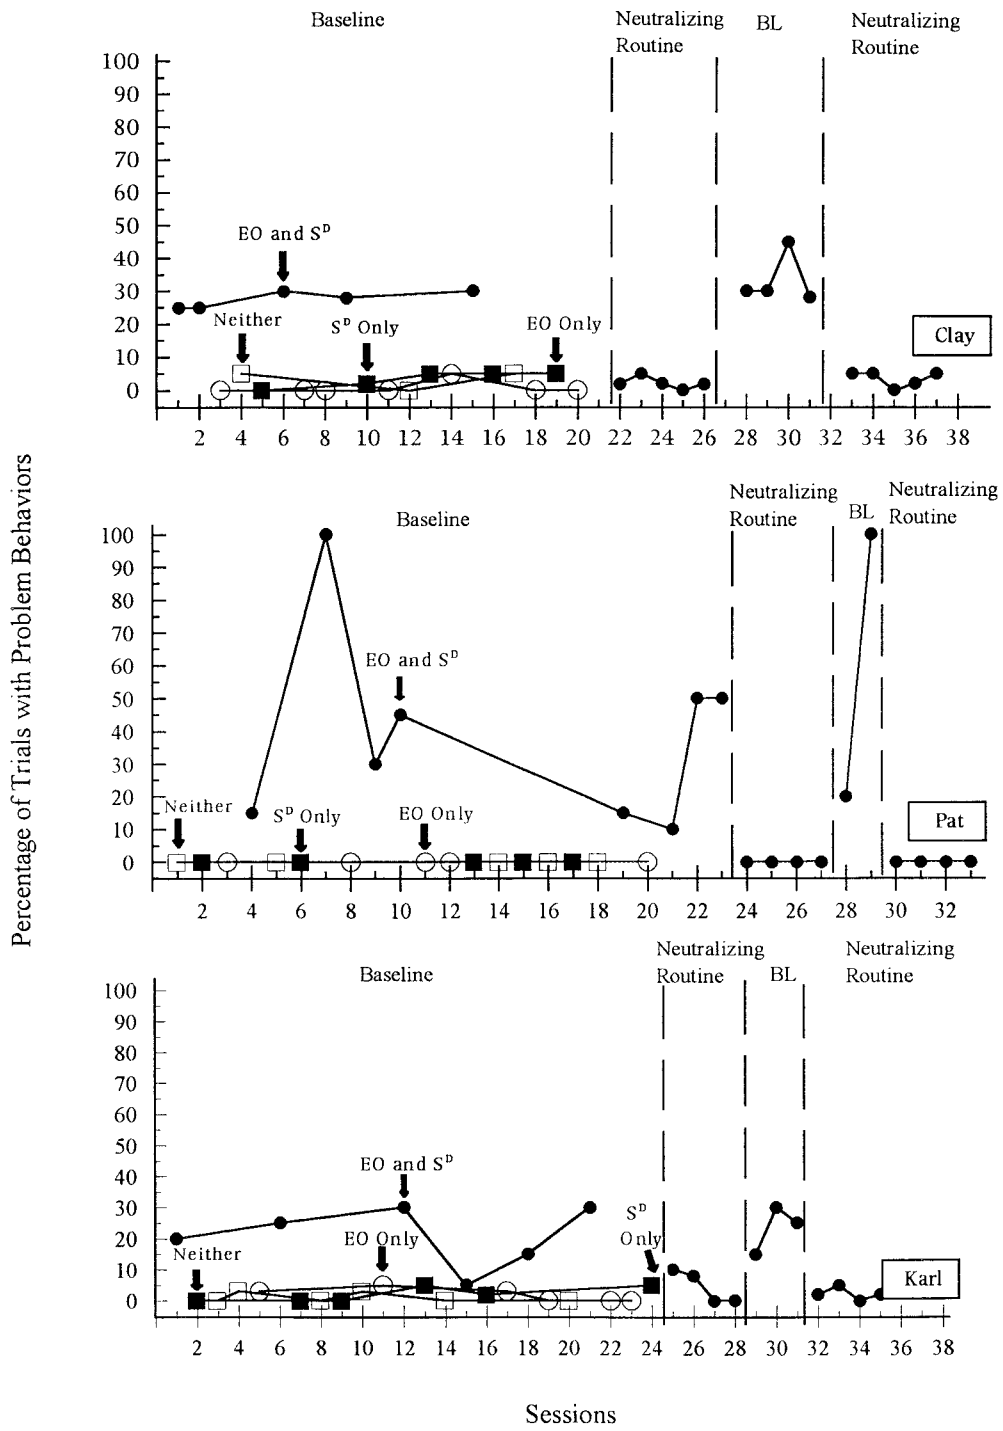 Baseline
Neutralizing
Routine
BL
Neutralizing
Routine
100
90
80
70
60
50
40
30
20
10
0
EO and S^D
Neither
S^D Only
EO Only
Clay
2 4 6 8 10 12 14 16 18 20 22 24 26 28 30 32 34 36 38
Percentage of Trials with Problem Behaviors
Baseline
Neutralizing
Routine
BL
Neutralizing
Routine
100
90
80
70
60
50
40
30
20
10
0
EO and S^D
Neither
S^D Only
EO Only
Pat
2 4 6 8 10 12 14 16 18 20 22 24 26 28 30 32
Baseline
Neutralizing
Routine
BL
Neutralizing
Routine
100
90
80
70
60
50
40
30
20
10
0
EO and S^D
Neither
EO Only
S^D
Only
Karl
2 4 6 8 10 12 14 16 18 20 22 24 26 28 30 32 34 36 38
Sessions